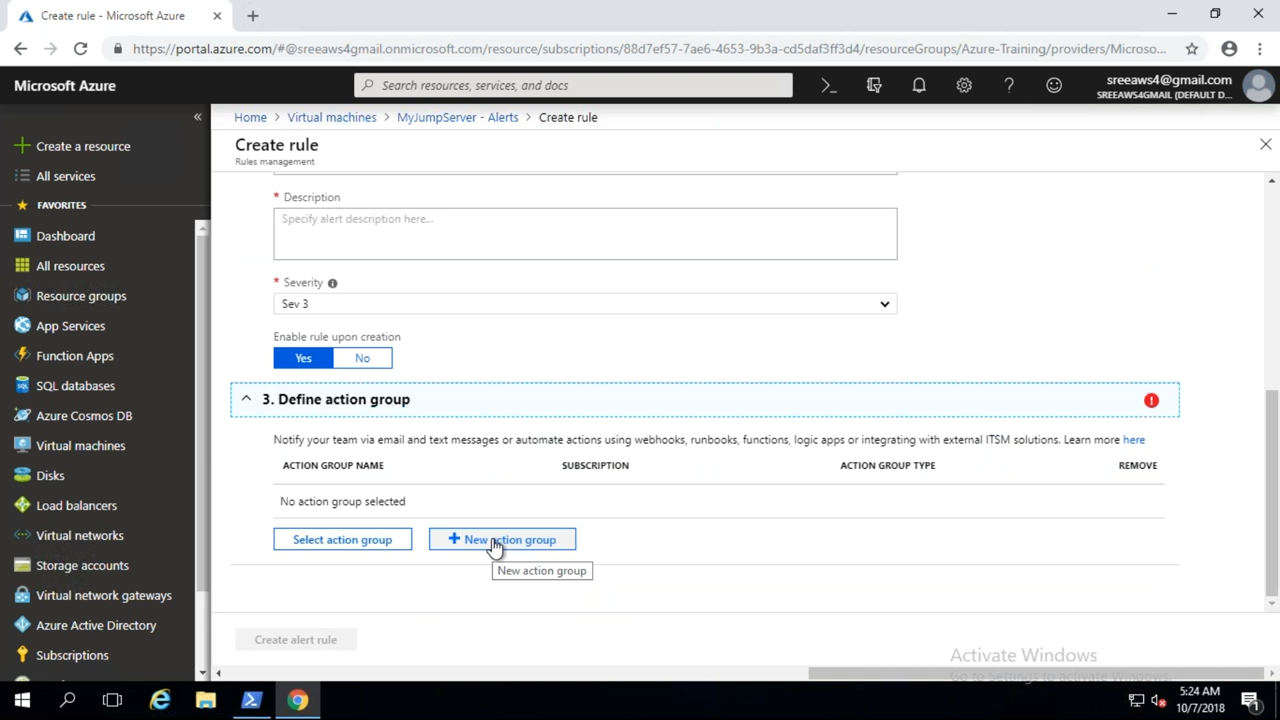 Create rule - Microsoft Azure
https://portal.azure.com/#@sreeaws4gmail.onmicrosoft.com/resource/subscriptions/88d7ef57-7ae6-4653-9b3a-cd5daf3ff3d4/resourceGroups/Azure-Training/providers/Microso...
Microsoft Azure
Search resources, services, and docs
sreeaws4@gmail.com
SREEAWS4GMAIL (DEFAULT D...
Home > Virtual machines > MyJumpServer - Alerts > Create rule
Create rule
Rules management
Create a resource
All services
FAVORITES
Dashboard
All resources
Resource groups
App Services
Function Apps
SQL databases
Azure Cosmos DB
Virtual machines
Disks
Load balancers
Virtual networks
Storage accounts
Virtual network gateways
Azure Active Directory
Subscriptions
* Description
Specify alert description here...
* Severity
Sev 3
Enable rule upon creation
Yes No
3. Define action group
Notify your team via email and text messages or automate actions using webhooks, runbooks, functions, logic apps or integrating with external ITSM solutions. Learn more here
ACTION GROUP NAME SUBSCRIPTION ACTION GROUP TYPE REMOVE
No action group selected
Select action group + New action group
New action group
Create alert rule
Activate Windows
Go to Settings to activate Windows.
5:24 AM
10/7/2018
1